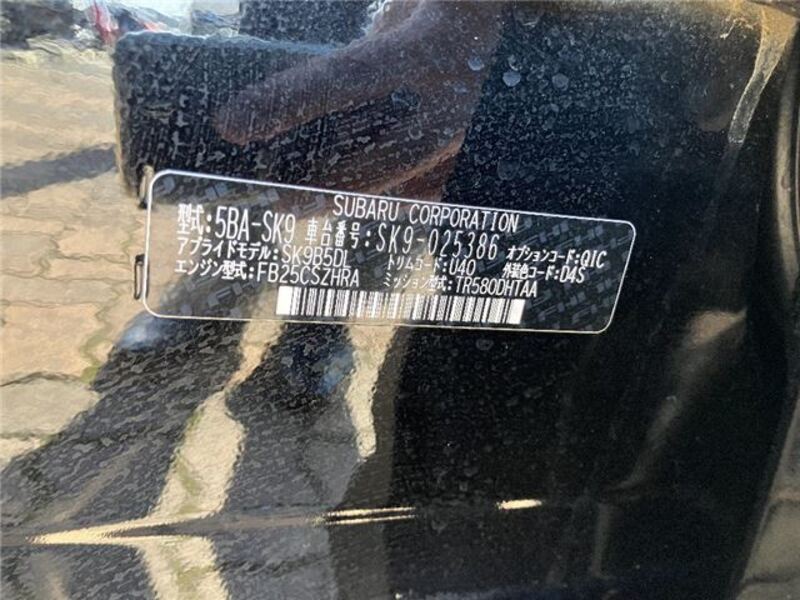 SUBARU CORPORATION
型式:5BA-SK9 車台番号:SK9-025386 オプションコード:QIC
アプライドモデル:SK9B5DL トリムコード:U40 外装色コード:D4S
エンジン型式:FB25CSZHRA ミッション型式:TR580DHTAA